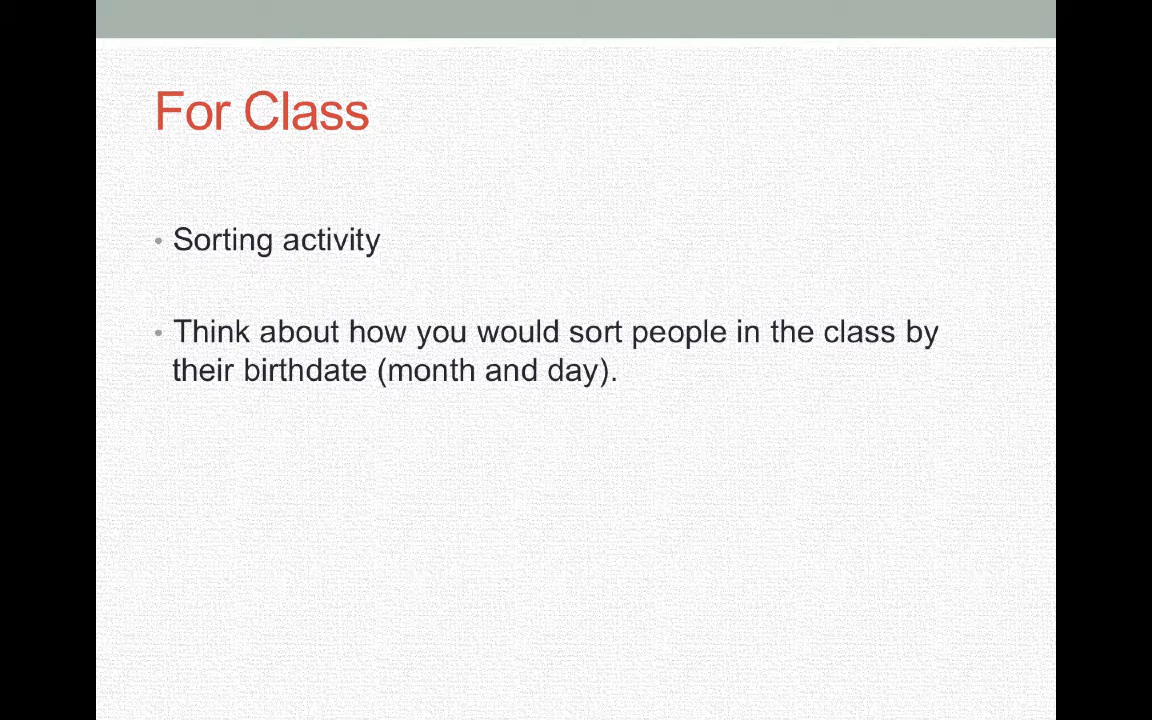 For Class
• Sorting activity
• Think about how you would sort people in the class by
their birthdate (month and day).